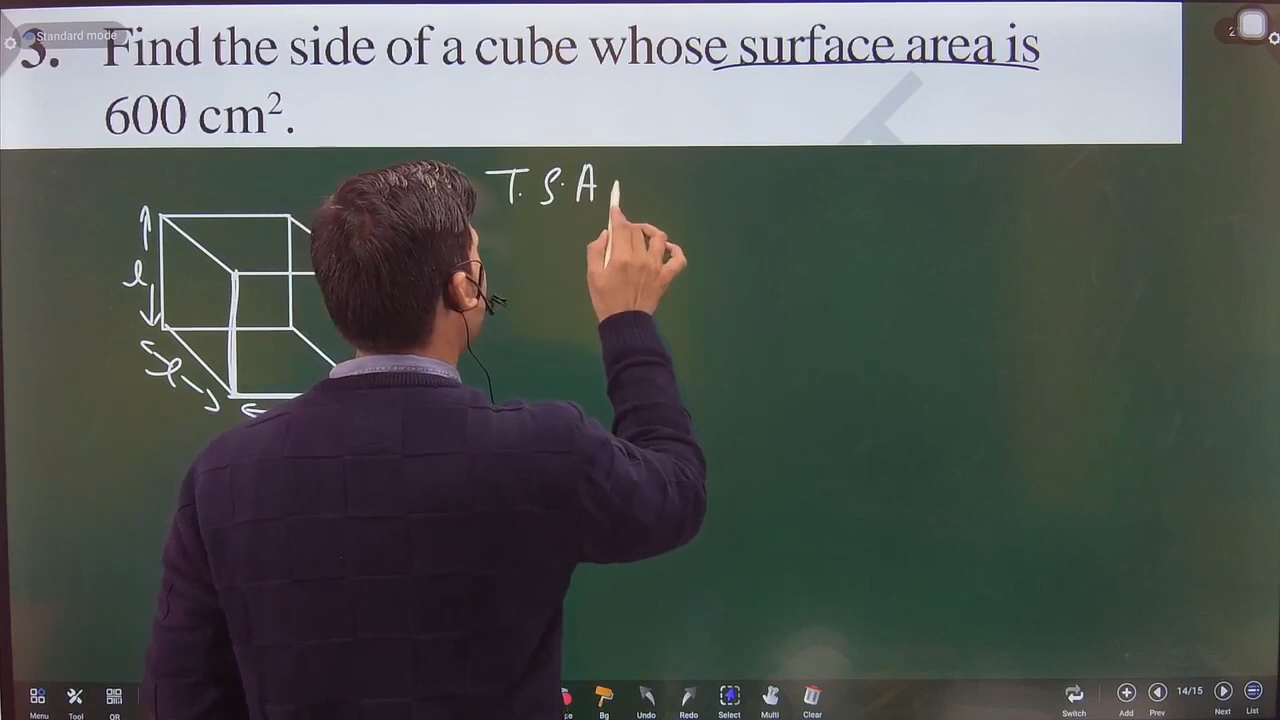 Standard mode
3. Find the side of a cube whose surface area is
600 cm².
T.S.A
l
l
Menu
Tool
QR
Bg
Undo
Redo
Select
Multi
Clear
Switch
Add
Prev
14/15
Next
List